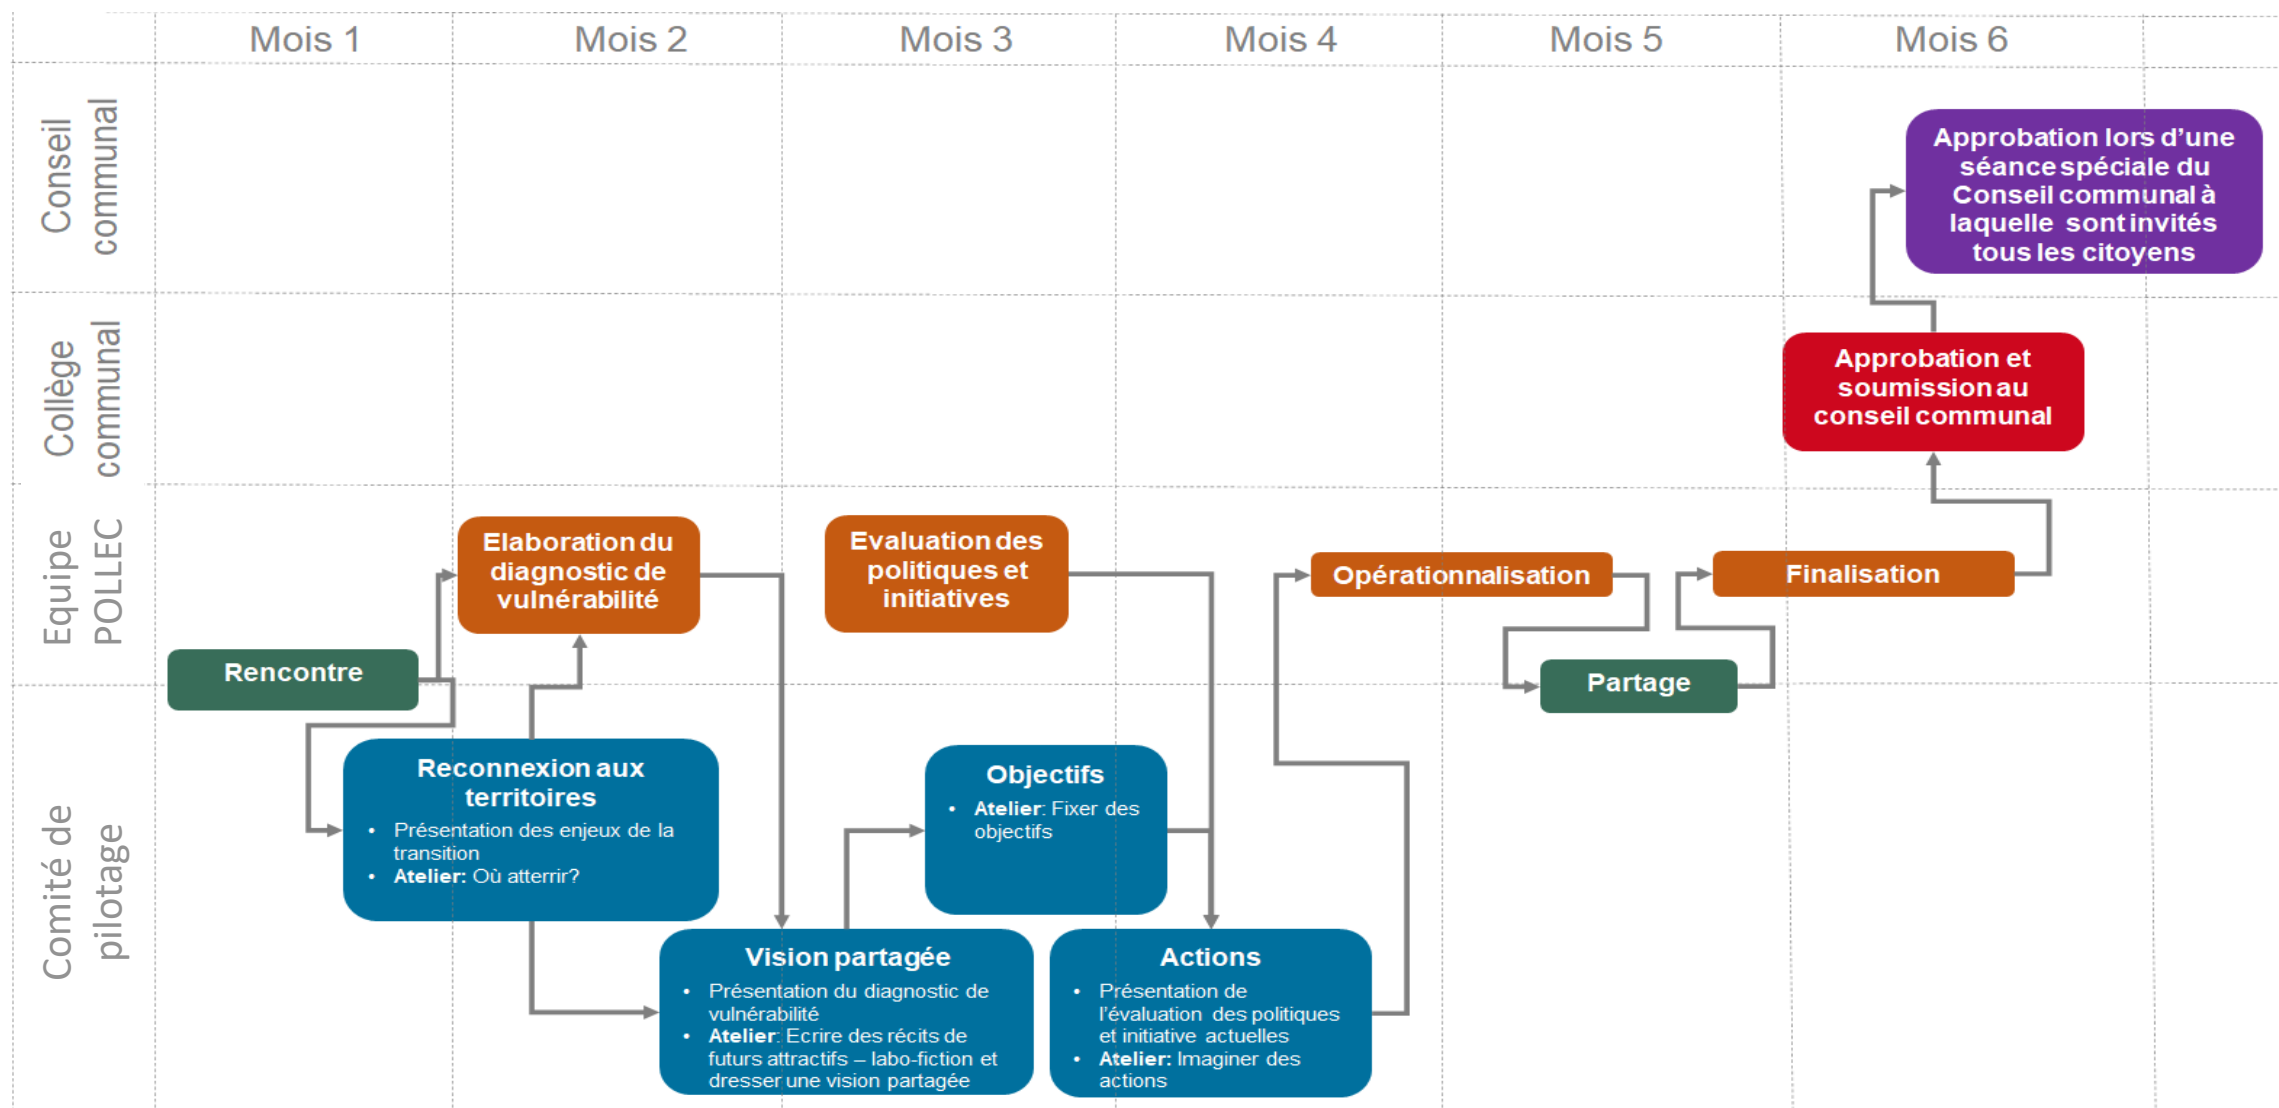 Mois 1
Mois 2
Mois 3
Mois 4
Mois 5
Mois 6
Conseil
communal
Approbation lors d’une
séance spéciale du
Conseil communal à
laquelle sont invités
tous les citoyens
Collège
communal
Approbation et
soumission au
conseil communal
Equipe
POLLEC
Elaboration du
diagnostic de
vulnérabilité
Evaluation des
politiques et
initiatives
Opérationnalisation
Finalisation
Rencontre
Partage
Comité de
pilotage
Reconnexion aux
territoires
• Présentation des enjeux de la
transition
• Atelier: Où atterrir?
Objectifs
• Atelier: Fixer des
objectifs
Vision partagée
• Présentation du diagnostic de
vulnérabilité
• Atelier: Ecrire des récits de
futurs attractifs – labo-fiction et
dresser une vision partagée
Actions
• Présentation de
l’évaluation des politiques
et initiative actuelles
• Atelier: Imaginer des
actions